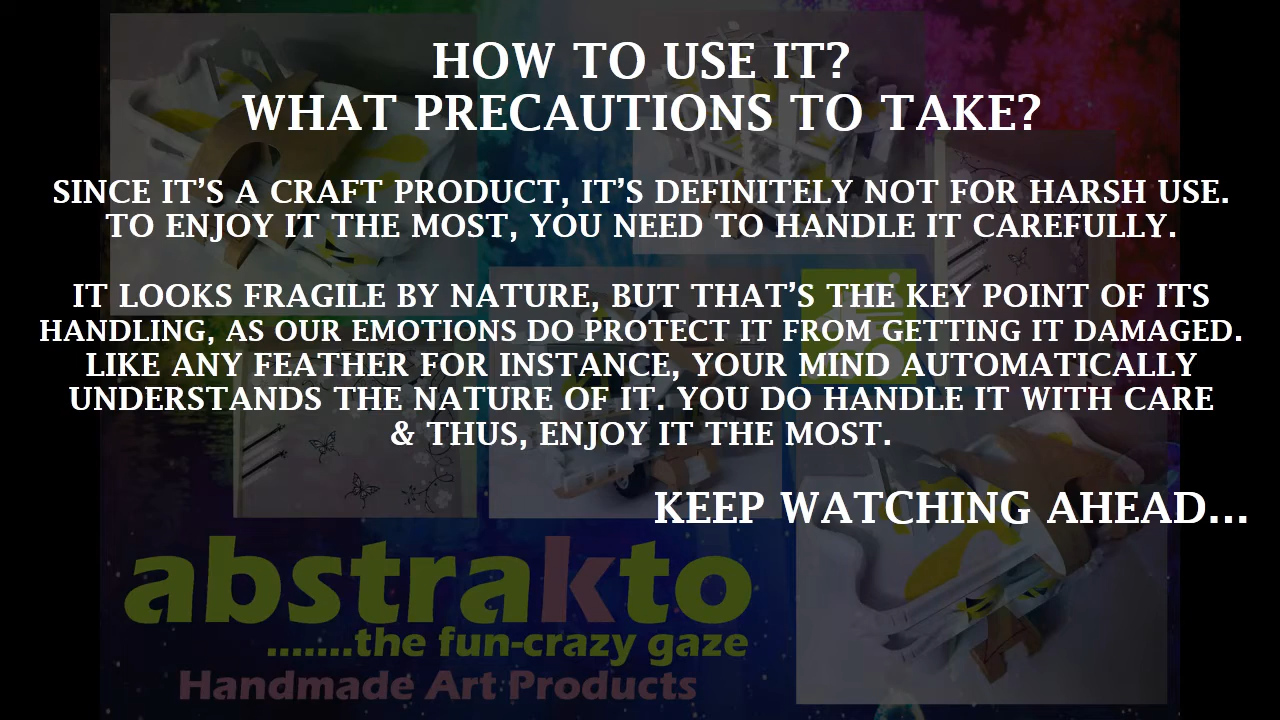 HOW TO USE IT?
WHAT PRECAUTIONS TO TAKE?
SINCE IT’S A CRAFT PRODUCT, IT’S DEFINITELY NOT FOR HARSH USE.
TO ENJOY IT THE MOST, YOU NEED TO HANDLE IT CAREFULLY.
IT LOOKS FRAGILE BY NATURE, BUT THAT’S THE KEY POINT OF ITS
HANDLING, AS OUR EMOTIONS DO PROTECT IT FROM GETTING IT DAMAGED.
LIKE ANY FEATHER FOR INSTANCE, YOUR MIND AUTOMATICALLY
UNDERSTANDS THE NATURE OF IT. YOU DO HANDLE IT WITH CARE
& THUS, ENJOY IT THE MOST.
KEEP WATCHING AHEAD...
abstrakto
.......the fun-crazy gaze
Handmade Art Products